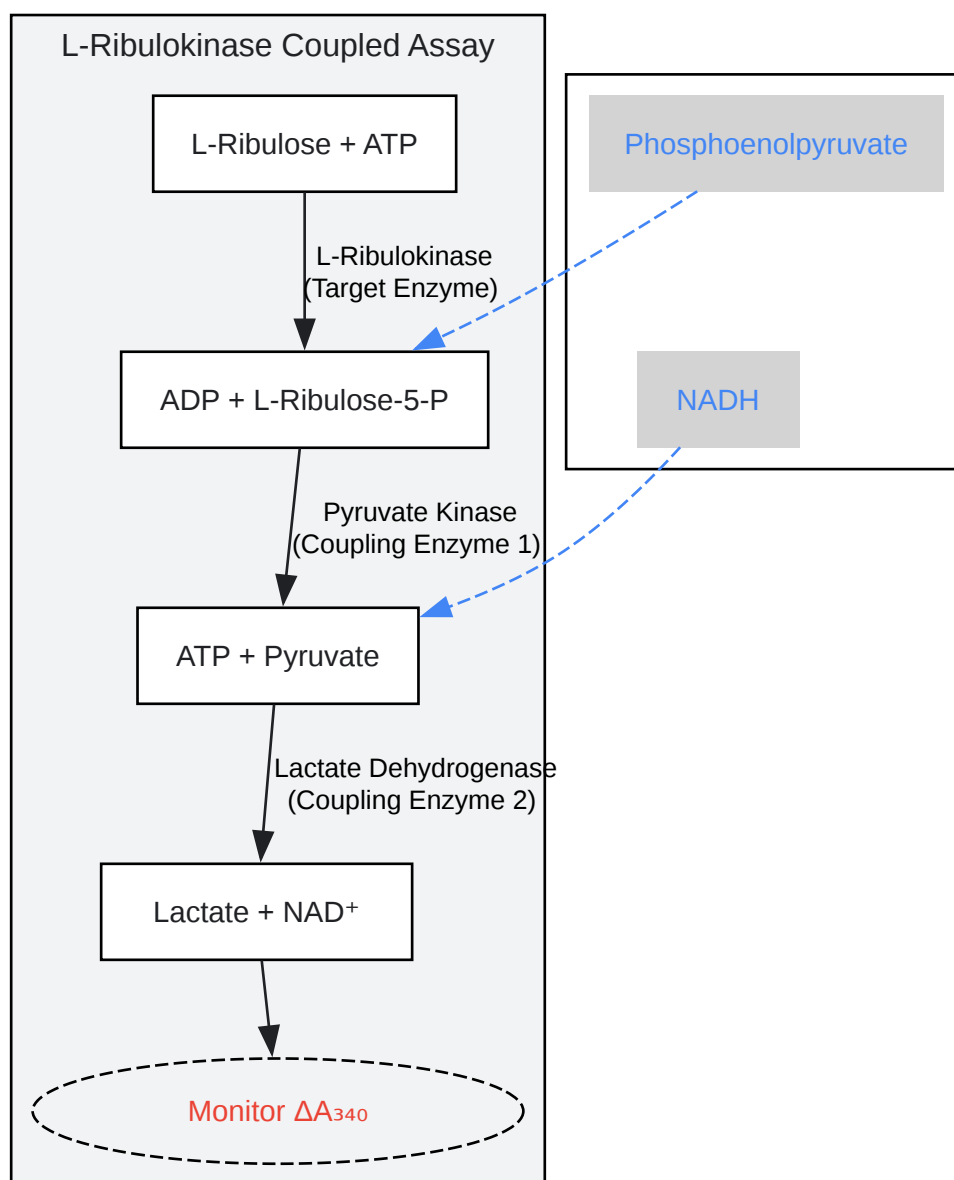 L-Ribulokinase Coupled Assay
L-Ribulose + ATP
Phosphoenolpyruvate
L-Ribulokinase
(Target Enzyme)
ADP + L-Ribulose-5-P
NADH
Pyruvate Kinase
(Coupling Enzyme 1)
ATP + Pyruvate
Lactate Dehydrogenase
(Coupling Enzyme 2)
Lactate + NAD⁺
Monitor ΔA₃₄₀